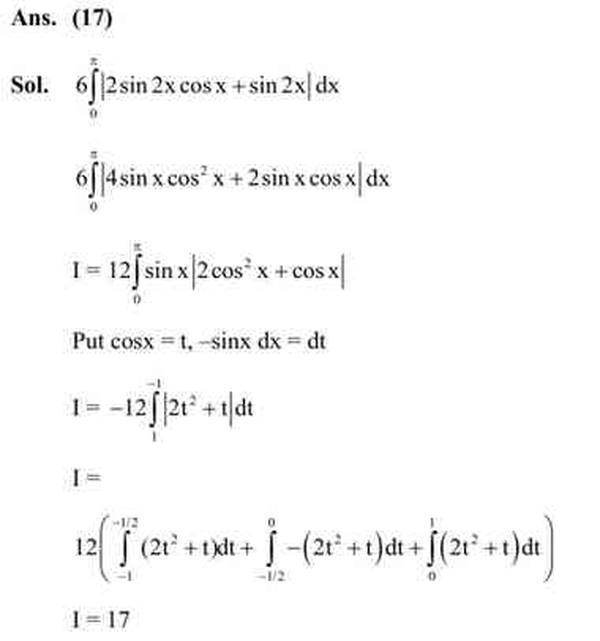 Ans. (17)
Sol. 6∫₀^π |2 sin 2x cos x + sin 2x| dx
6∫₀^π |4 sin x cos² x + 2 sin x cos x| dx
I = 12∫₀^π sin x |2 cos² x + cos x|
Put cosx = t, –sinx dx = dt
I = –12∫₁^–1 |2t² + t| dt
I =
12(∫₋₁^–1/2 (2t² + t)dt + ∫₋₁/₂^0 –(2t² + t)dt + ∫₀^1 (2t² + t)dt)
I = 17